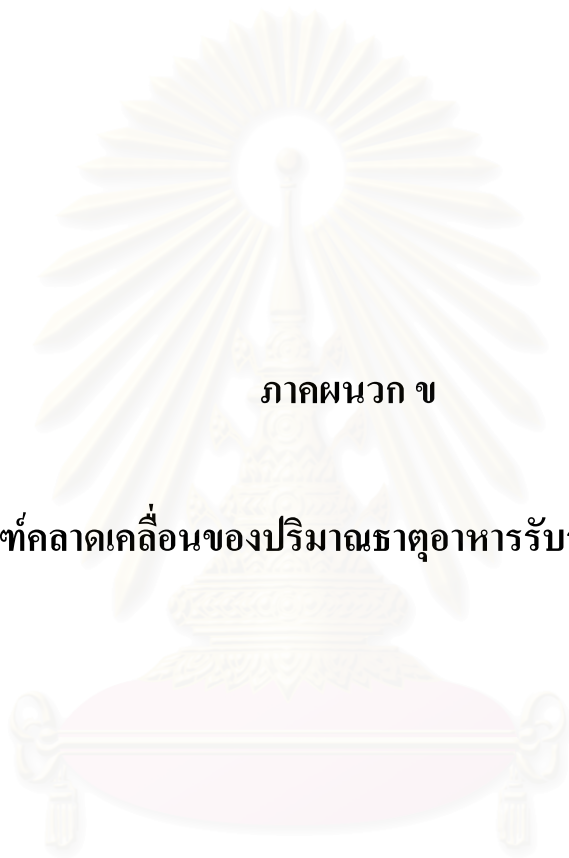 ภาคผนวก ข
ฑ์คลาดเคลื่อนของปริมาณธาตุอาหารรับ